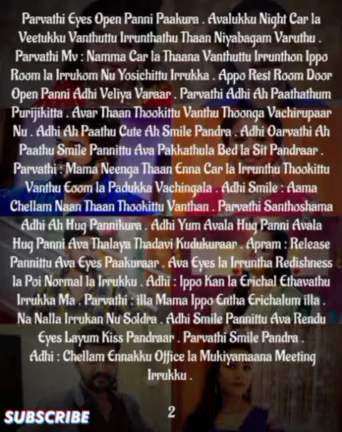 Parvathi Eyes Open Panni Paakura . Avalukku Night Car la
Veetukku Vanthuttu Irrunthathu Thaan Niyabagam Varuthu .
Parvathi Mv : Namma Car la Thaana Vanthuttu Irrunthon Ippo
Room la Irrukom Nu Yosichittu Irrukka . Appo Rest Room Door
Open Panni Adhi Veliya Varaar . Parvathi Adhi Ah Paathathum
Purijikitta . Avar Thaan Thookittu Vanthu Thoonga Vachirupaar
Nu . Adhi Ah Paathu Cute Ah Smile Pandra . Adhi Oarvathi Ah
Paathu Smile Pannittu Ava Pakkathula Bed la Sit Pandraar .
Parvathi : Mama Neenga Thaan Enna Car la Irrunthu Thookittu
Vanthu Eoom la Padukka Vachingala . Adhi Smile : Aama
Chellam Naan Thaan Thookittu Vanthan . Parvathi Santhoshama
Adhi Ah Hug Pannikura . Adhi Yum Avala Hug Panni Avala
Hug Panni Ava Thalaya Thadavi Kudukuraar . Apram : Release
Pannittu Ava Eyes Paakuraar . Ava Eyes la Irruntha Redishness
la Poi Normal la Irrukku . Adhi : Ippo Kan la Erichal Ethavathu
Irrukka Ma . Parvathi : illa Mama Ippo Entha Erichalum illa .
Na Nalla Irrukan Nu Soldra . Adhi Smile Pannittu Ava Rendu
Eyes Layum Kiss Pandraar . Parvathi Smile Pandra .
Adhi : Chellam Ennakku Office la Mukiyamaana Meeting
Irrukku .
SUBSCRIBE
2